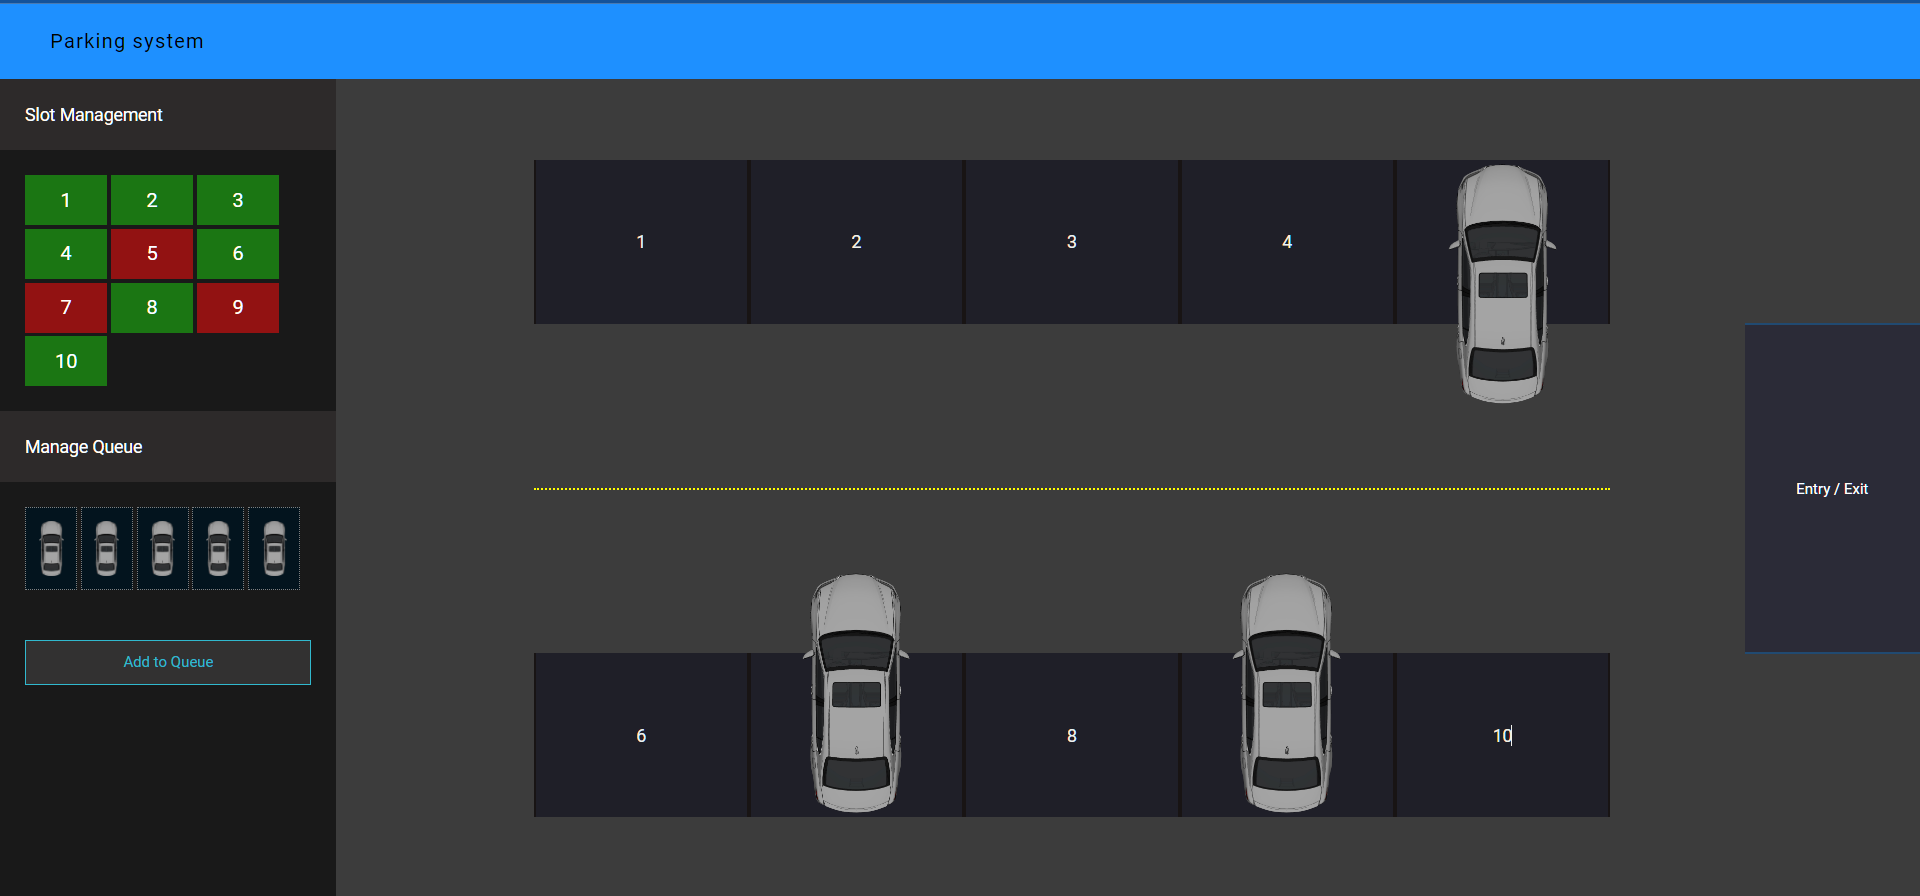 Parking system
Slot Management
1 2 3
4 5 6
7 8 9
10
Manage Queue
Add to Queue
1 2 3 4
Entry / Exit
6 8 10